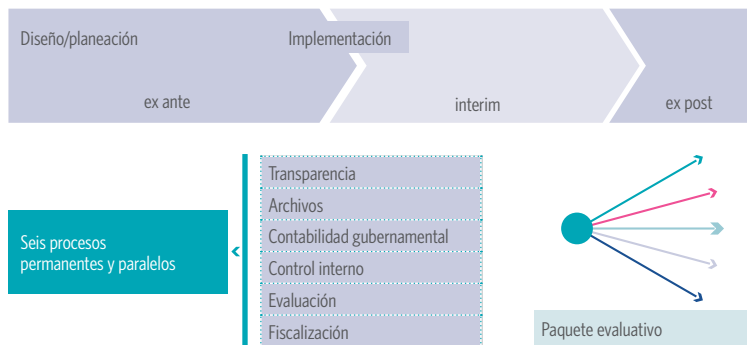 Diseño/planeación
Implementación
ex ante
interim
ex post
Seis procesos
permanentes y paralelos
Transparencia
Archivos
Contabilidad gubernamental
Control interno
Evaluación
Fiscalización
Paquete evaluativo